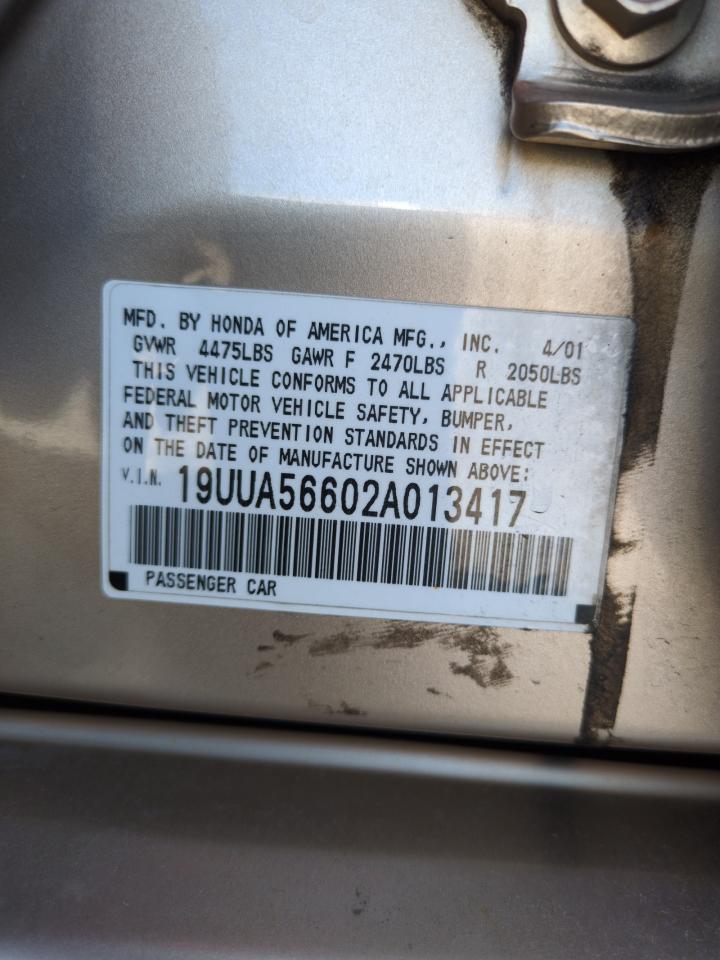 MFD. BY HONDA OF AMERICA MFG., INC. 4/01
GVWR 4475LBS GAWR F 2470LBS R 2050LBS
THIS VEHICLE CONFORMS TO ALL APPLICABLE
FEDERAL MOTOR VEHICLE SAFETY, BUMPER,
AND THEFT PREVENTION STANDARDS IN EFFECT
ON THE DATE OF MANUFACTURE SHOWN ABOVE:
V.I.N. 19UUA56602A013417
PASSENGER CAR